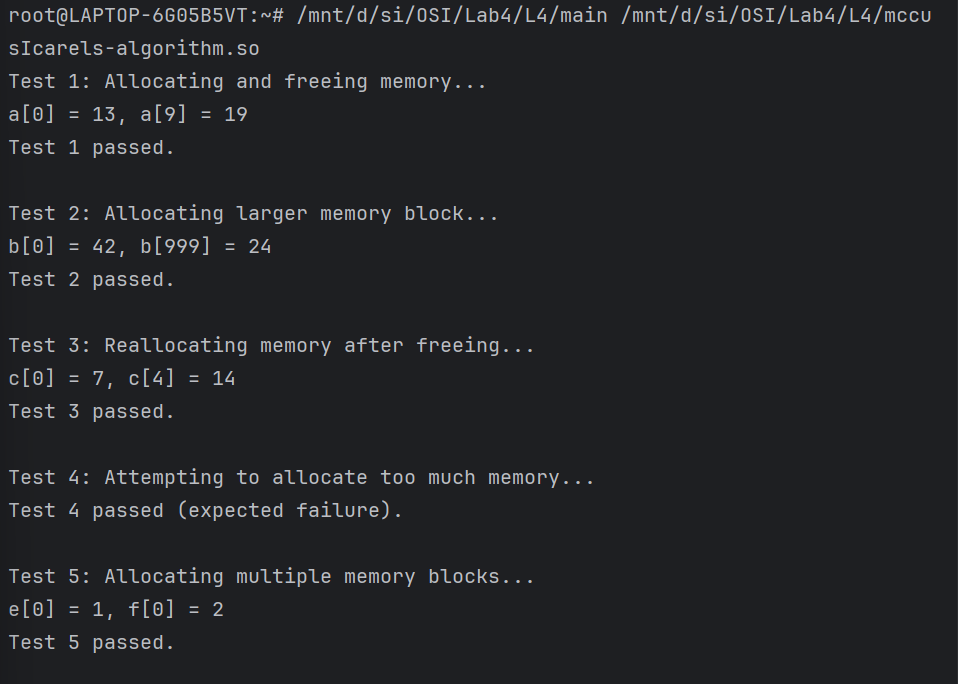 root@LAPTOP-6G05B5VT:~# /mnt/d/si/OSI/Lab4/L4/main /mnt/d/si/OSI/Lab4/L4/mccu
sIcarels-algorithm.so
Test 1: Allocating and freeing memory...
a[0] = 13, a[9] = 19
Test 1 passed.

Test 2: Allocating larger memory block...
b[0] = 42, b[999] = 24
Test 2 passed.

Test 3: Reallocating memory after freeing...
c[0] = 7, c[4] = 14
Test 3 passed.

Test 4: Attempting to allocate too much memory...
Test 4 passed (expected failure).

Test 5: Allocating multiple memory blocks...
e[0] = 1, f[0] = 2
Test 5 passed.